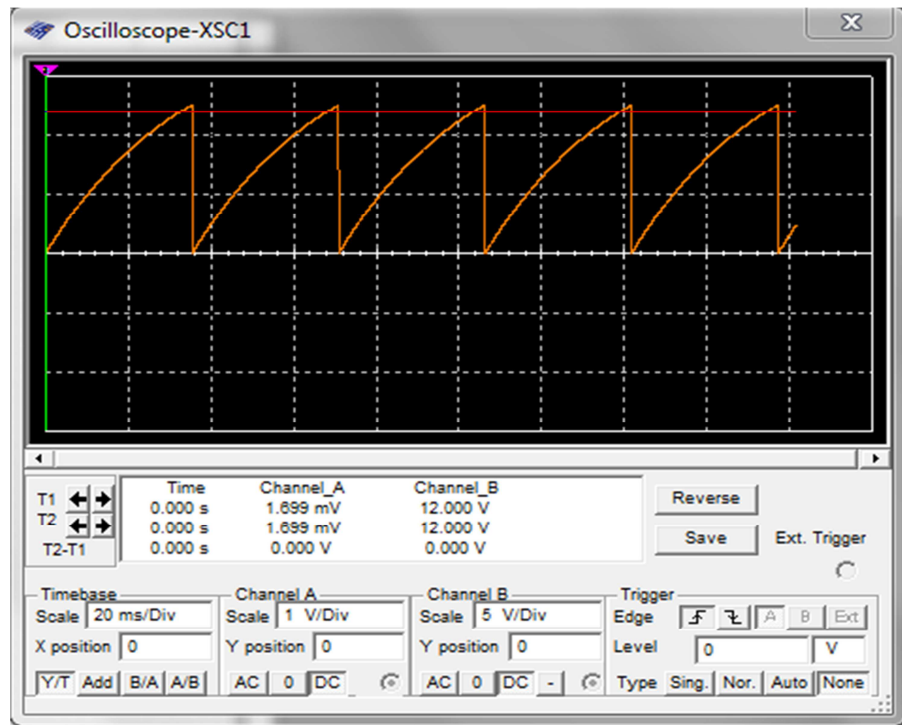 Oscilloscope-XSC1
Time Channel_A Channel_B
T1 0.000 s 1.699 mV 12.000 V
T2 0.000 s 1.699 mV 12.000 V
T2-T1 0.000 s 0.000 V 0.000 V
Reverse
Save
Ext. Trigger
Timebase
Scale 20 ms/Div
X position 0
Y/T Add B/A A/B
Channel A
Scale 1 V/Div
Y position 0
AC 0 DC
Channel B
Scale 5 V/Div
Y position 0
AC 0 DC -
Trigger
Edge A B Ext
Level 0 V
Type Sing. Nor. Auto None